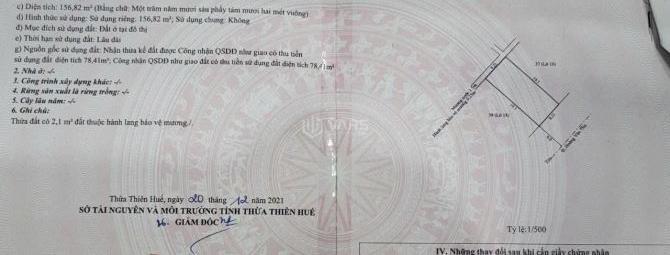 c) Diện tích: 156,82 m² (Bằng chữ: Một trăm năm mươi sáu phẩy tám mươi hai mét vuông)
d) Hình thức sử dụng: Sử dụng riêng: 156,82 m²; Sử dụng chung: Không
đ) Mục đích sử dụng đất: Đất ở tại đô thị
e) Thời hạn sử dụng đất: Lâu dài
g) Nguồn gốc sử dụng đất: Nhận thừa kế đất được Công nhận QSDĐ như giao có thu tiền
sử dụng đất diện tích 78,41m²; Công nhận QSDĐ như giao đất có thu tiền sử dụng đất diện tích 78,41m²
2. Nhà ở: -/-
3. Công trình xây dựng khác: -/-
4. Rừng sản xuất là rừng trồng: -/-
5. Cây lâu năm: -/-
6. Ghi chú:
Thửa đất có 2,1 m² đất thuộc hành lang bảo vệ mương./.
CARS
Thừa Thiên Huế, ngày 20 tháng 12 năm 2021
SỞ TÀI NGUYÊN VÀ MÔI TRƯỜNG TỈNH THỪA THIÊN HUẾ
GIÁM ĐỐC
Tỷ lệ: 1/500
IV. Những thay đổi sau khi cấp giấy chứng nhận